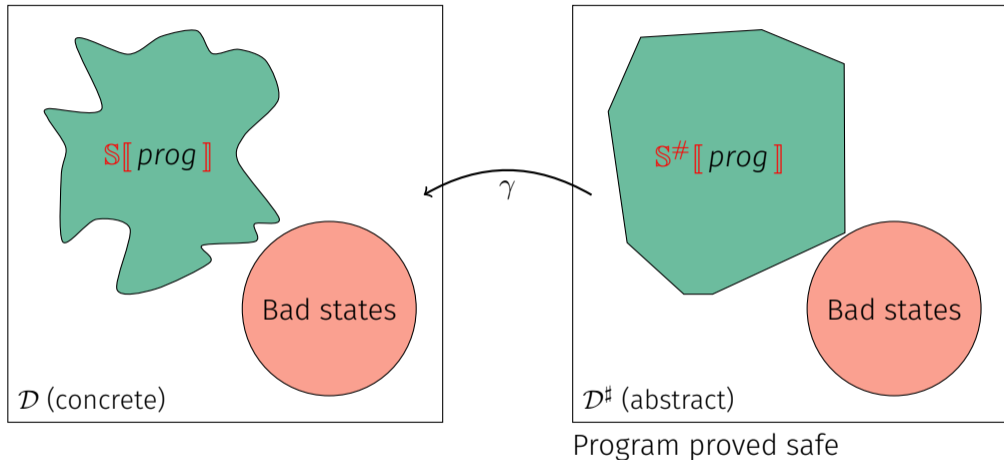 𝕊⟦prog⟧
Bad states
𝒟 (concrete)
γ
𝕊#⟦prog⟧
Bad states
𝒟♯ (abstract)
Program proved safe